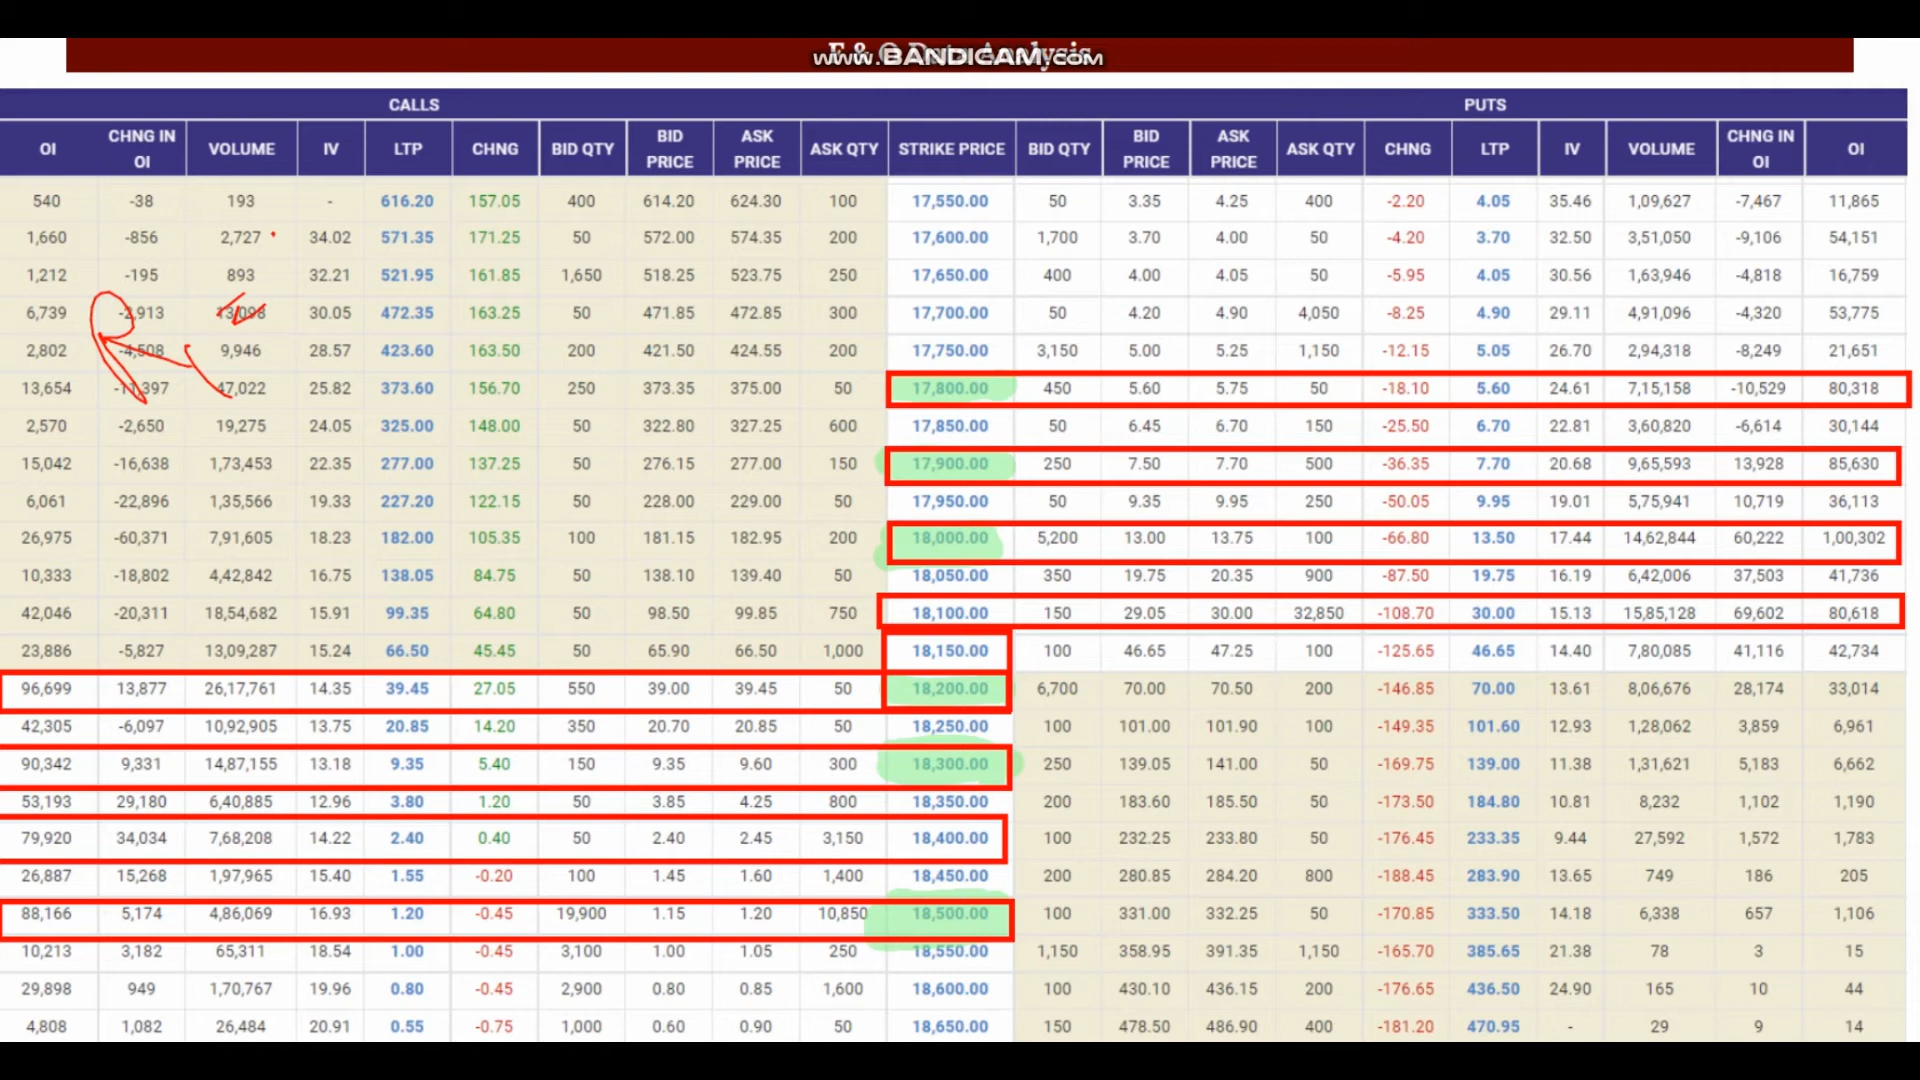 F & O Data Analysis
www.BANDICAM.com
CALLS PUTS
OI CHNG IN OI VOLUME IV LTP CHNG BID QTY BID PRICE ASK PRICE ASK QTY STRIKE PRICE BID QTY BID PRICE ASK PRICE ASK QTY CHNG LTP IV VOLUME CHNG IN OI OI
540 -38 193 - 616.20 157.05 400 614.20 624.30 100 17,550.00 50 3.35 4.25 400 -2.20 4.05 35.46 1,09,627 -7,467 11,865
1,660 -856 2,727 34.02 571.35 171.25 50 572.00 574.35 200 17,600.00 1,700 3.70 4.00 50 -4.20 3.70 32.50 3,51,050 -9,106 54,151
1,212 -195 893 32.21 521.95 161.85 1,650 518.25 523.75 250 17,650.00 400 4.00 4.05 50 -5.95 4.05 30.56 1,63,946 -4,818 16,759
6,739 -2,913 13,098 30.05 472.35 163.25 50 471.85 472.85 300 17,700.00 50 4.20 4.90 4,050 -8.25 4.90 29.11 4,91,096 -4,320 53,775
2,802 -4,508 9,946 28.57 423.60 163.50 200 421.50 424.55 200 17,750.00 3,150 5.00 5.25 1,150 -12.15 5.05 26.70 2,94,318 -8,249 21,651
13,654 -11,397 47,022 25.82 373.60 156.70 250 373.35 375.00 50 17,800.00 450 5.60 5.75 50 -18.10 5.60 24.61 7,15,158 -10,529 80,318
2,570 -2,650 19,275 24.05 325.00 148.00 50 322.80 327.25 600 17,850.00 50 6.45 6.70 150 -25.50 6.70 22.81 3,60,820 -6,614 30,144
15,042 -16,638 1,73,453 22.35 277.00 137.25 50 276.15 277.00 150 17,900.00 250 7.50 7.70 500 -36.35 7.70 20.68 9,65,593 13,928 85,630
6,061 -22,896 1,35,566 19.33 227.20 122.15 50 228.00 229.00 50 17,950.00 50 9.35 9.95 250 -50.05 9.95 19.01 5,75,941 10,719 36,113
26,975 -60,371 7,91,605 18.23 182.00 105.35 100 181.15 182.95 200 18,000.00 5,200 13.00 13.75 100 -66.80 13.50 17.44 14,62,844 60,222 1,00,302
10,333 -18,802 4,42,842 16.75 138.05 84.75 50 138.10 139.40 50 18,050.00 350 19.75 20.35 900 -87.50 19.75 16.19 6,42,006 37,503 41,736
42,046 -20,311 18,54,682 15.91 99.35 64.80 50 98.50 99.85 750 18,100.00 150 29.05 30.00 32,850 -108.70 30.00 15.13 15,85,128 69,602 80,618
23,886 -5,827 13,09,287 15.24 66.50 45.45 50 65.90 66.50 1,000 18,150.00 100 46.65 47.25 100 -125.65 46.65 14.40 7,80,085 41,116 42,734
96,699 13,877 26,17,761 14.35 39.45 27.05 550 39.00 39.45 50 18,200.00 6,700 70.00 70.50 200 -146.85 70.00 13.61 8,06,676 28,174 33,014
42,305 -6,097 10,92,905 13.75 20.85 14.20 350 20.70 20.85 50 18,250.00 100 101.00 101.90 100 -149.35 101.60 12.93 1,28,062 3,859 6,961
90,342 9,331 14,87,155 13.18 9.35 5.40 150 9.35 9.60 300 18,300.00 250 139.05 141.00 50 -169.75 139.00 11.38 1,31,621 5,183 6,662
53,193 29,180 6,40,885 12.96 3.80 1.20 50 3.85 4.25 800 18,350.00 200 183.60 185.50 50 -173.50 184.80 10.81 8,232 1,102 1,190
79,920 34,034 7,68,208 14.22 2.40 0.40 50 2.40 2.45 3,150 18,400.00 100 232.25 233.80 50 -176.45 233.35 9.44 27,592 1,572 1,783
26,887 15,268 1,97,965 15.40 1.55 -0.20 100 1.45 1.60 1,400 18,450.00 200 280.85 284.20 800 -188.45 283.90 13.65 749 186 205
88,166 5,174 4,86,069 16.93 1.20 -0.45 19,900 1.15 1.20 10,850 18,500.00 100 331.00 332.25 50 -170.85 333.50 14.18 6,338 657 1,106
10,213 3,182 65,311 18.54 1.00 -0.45 3,100 1.00 1.05 250 18,550.00 1,150 358.95 391.35 1,150 -165.70 385.65 21.38 78 3 15
29,898 949 1,70,767 19.96 0.80 -0.45 2,900 0.80 0.85 1,600 18,600.00 100 430.10 436.15 200 -176.65 436.50 24.90 165 10 44
4,808 1,082 26,484 20.91 0.55 -0.75 1,000 0.60 0.90 50 18,650.00 150 478.50 486.90 400 -181.20 470.95 - 29 9 14